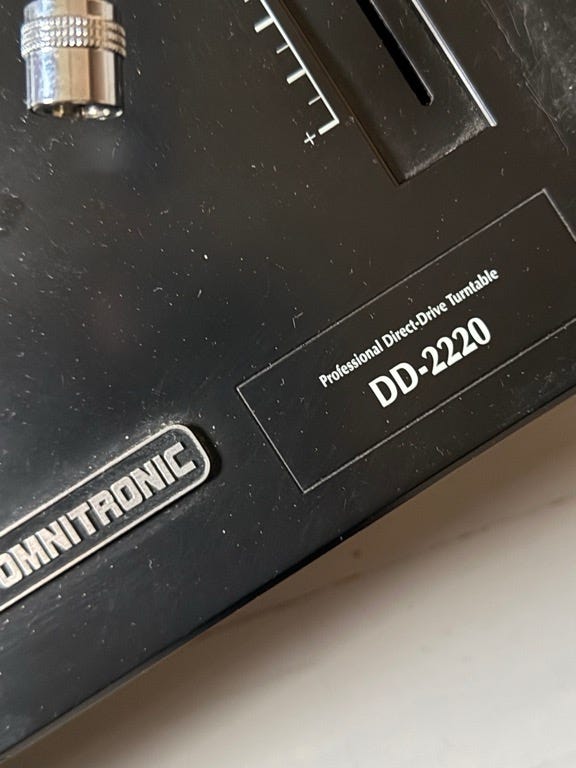 +
Professional Direct-Drive Turntable
DD-2220
OMNITRONIC